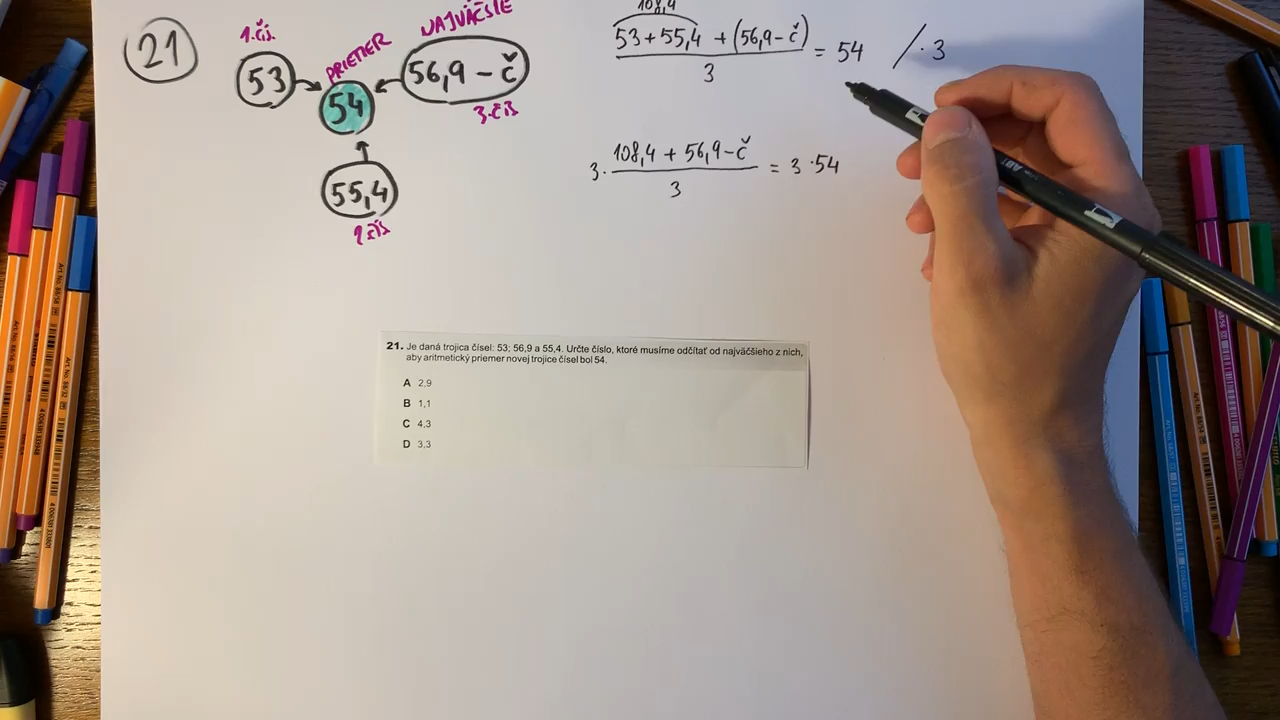 21
1.čís.
53
PRIEMER
54
NAJVÄČŠIE
56,9 - č
3.čís
55,4
2.čís
108,4
53 + 55,4 + (56,9 - č)
3
= 54 / · 3
3 · 108,4 + 56,9 - č
3
= 3 · 54
21. Je daná trojica čísel: 53; 56,9 a 55,4. Určte číslo, ktoré musíme odčítať od najväčšieho z nich,
aby aritmetický priemer novej trojice čísel bol 54.
A 2,9
B 1,1
C 4,3
D 3,3